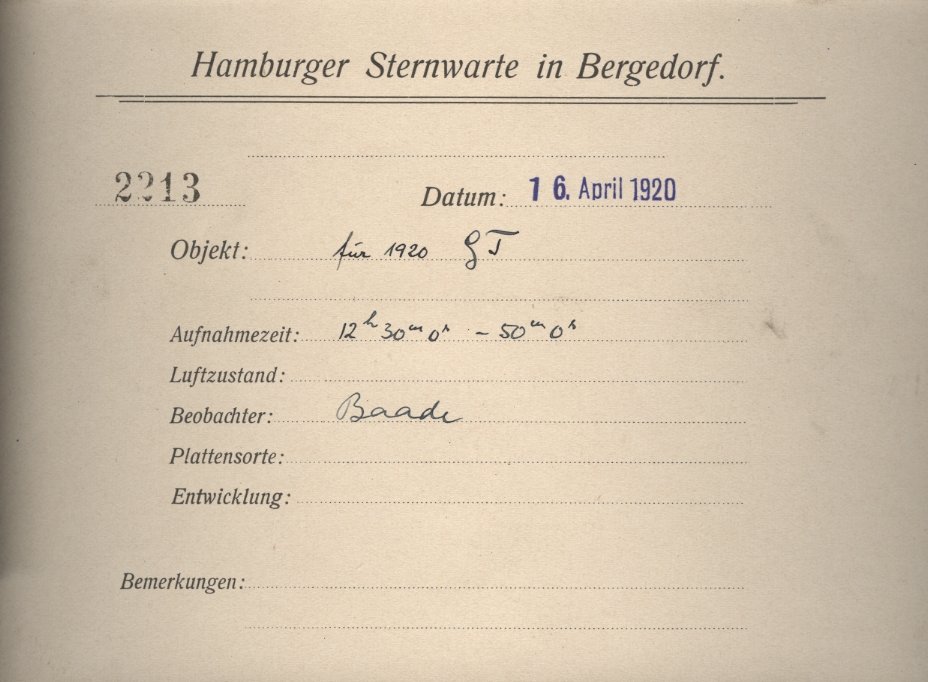 Hamburger Sternwarte in Bergedorf.
2213 Datum: 16. April 1920
Objekt: für 1920 GT
Aufnahmezeit: 12h 30m 0s - 50m 0s
Luftzustand:
Beobachter: Baade
Plattensorte:
Entwicklung:
Bemerkungen: